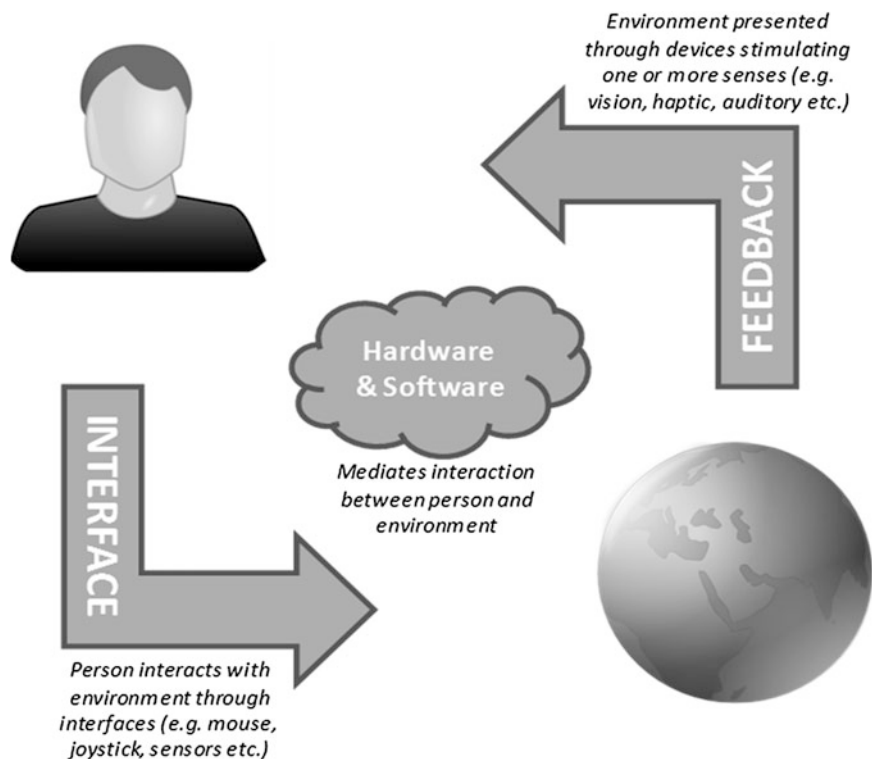 Environment presented
through devices stimulating
one or more senses (e.g.
vision, haptic, auditory etc.)
FEEDBACK
Hardware
& Software
Mediates interaction
between person and
environment
INTERFACE
Person interacts with
environment through
interfaces (e.g. mouse,
joystick, sensors etc.)